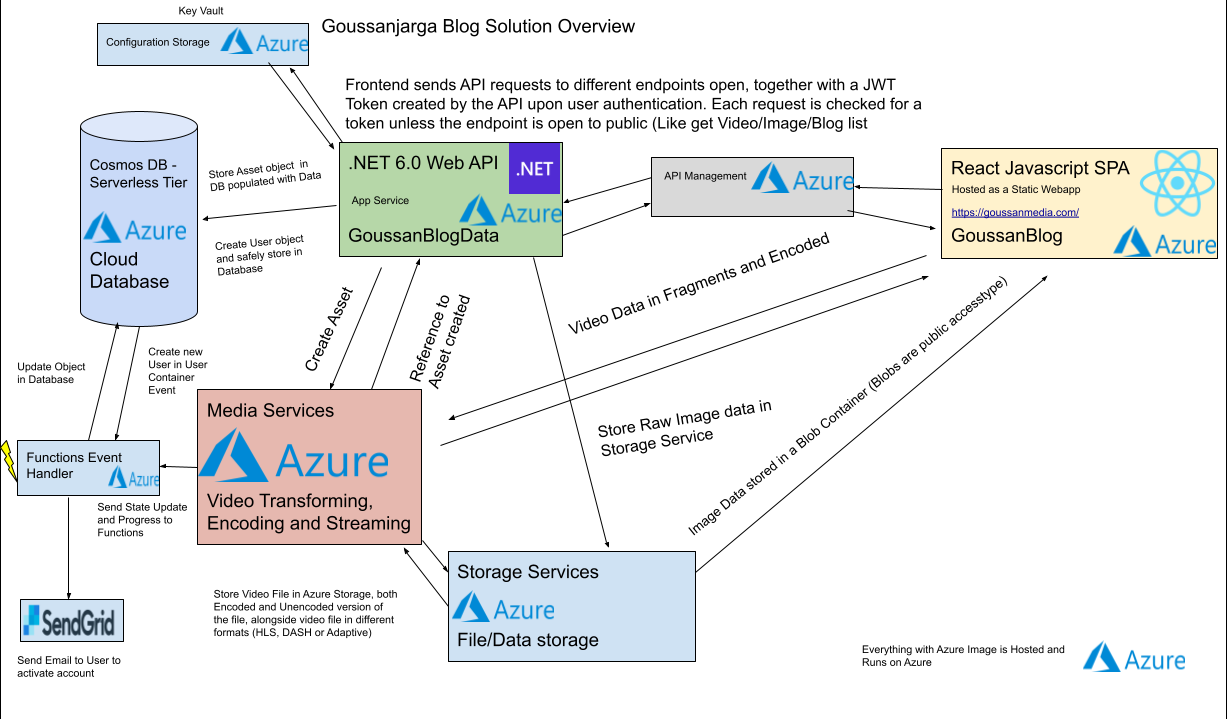 Key Vault
Configuration Storage
Azure
Goussanjarga Blog Solution Overview
Frontend sends API requests to different endpoints open, together with a JWT
Token created by the API upon user authentication. Each request is checked for a
token unless the endpoint is open to public (Like get Video/Image/Blog list
Cosmos DB -
Serverless Tier
Azure
Cloud
Database
Store Asset object in
DB populated with Data
Create User object
and safely store in
Database
.NET 6.0 Web API
.NET
App Service
Azure
GoussanBlogData
API Management
Azure
React Javascript SPA
Hosted as a Static Webapp
https://goussanmedia.com/
GoussanBlog
Azure
Video Data in Fragments and Encoded
Create Asset
Reference to
Asset created
Update Object
in Database
Create new
User in User
Container
Event
Functions Event
Handler
Azure
Media Services
Azure
Video Transforming,
Encoding and Streaming
Store Raw Image data in
Storage Service
Image Data stored in a Blob Container (Blobs are public accesstype)
Send State Update
and Progress to
Functions
SendGrid
Send Email to User to
activate account
Store Video File in Azure Storage, both
Encoded and Unencoded version of
the file, alongside video file in different
formats (HLS, DASH or Adaptive)
Storage Services
Azure
File/Data storage
Everything with Azure Image is Hosted and
Runs on Azure
Azure